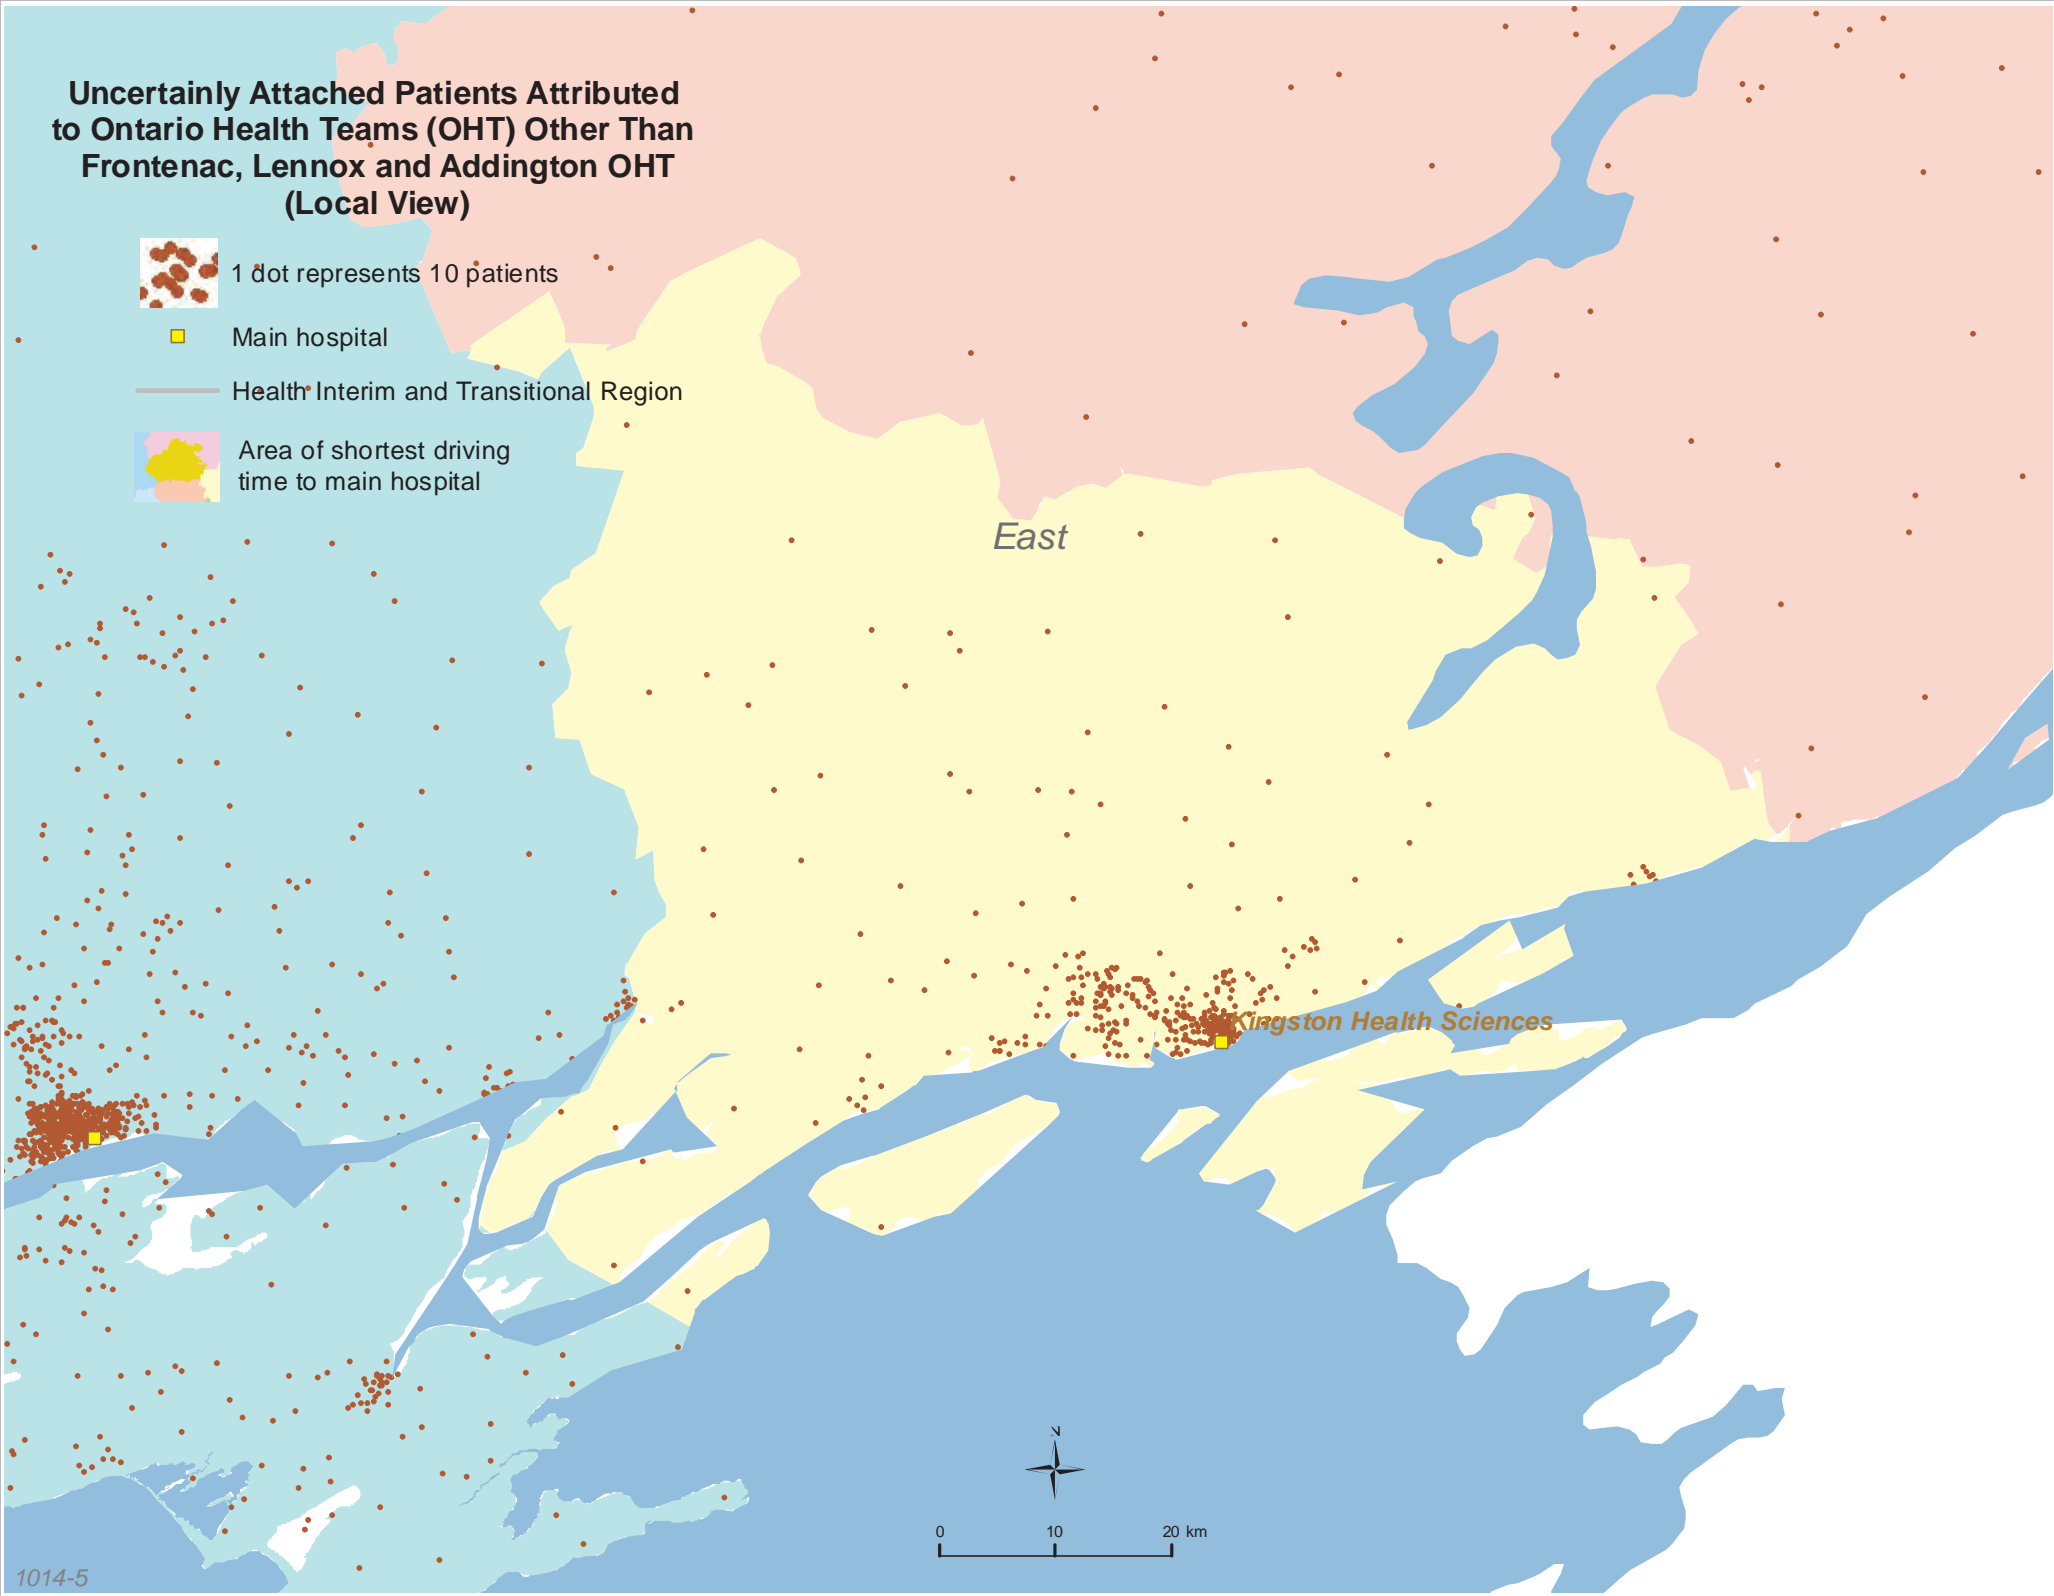 Uncertainly Attached Patients Attributed
to Ontario Health Teams (OHT) Other Than
Frontenac, Lennox and Addington OHT
(Local View)
1 dot represents 10 patients
Main hospital
Health Interim and Transitional Region
Area of shortest driving
time to main hospital
East
Kingston Health Sciences
N
0 10 20 km
1014-5